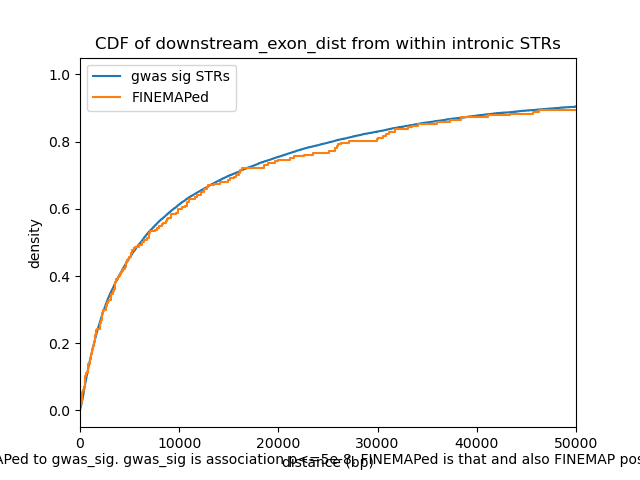 CDF of downstream_exon_dist from within intronic STRs
gwas sig STRs
FINEMAPed
density
1.0
0.8
0.6
0.4
0.2
0.0
0 10000 20000 30000 40000 50000
distance (bp)
APed to gwas_sig. gwas_sig is association p<=5e-8. FINEMAPed is that and also FINEMAP pos